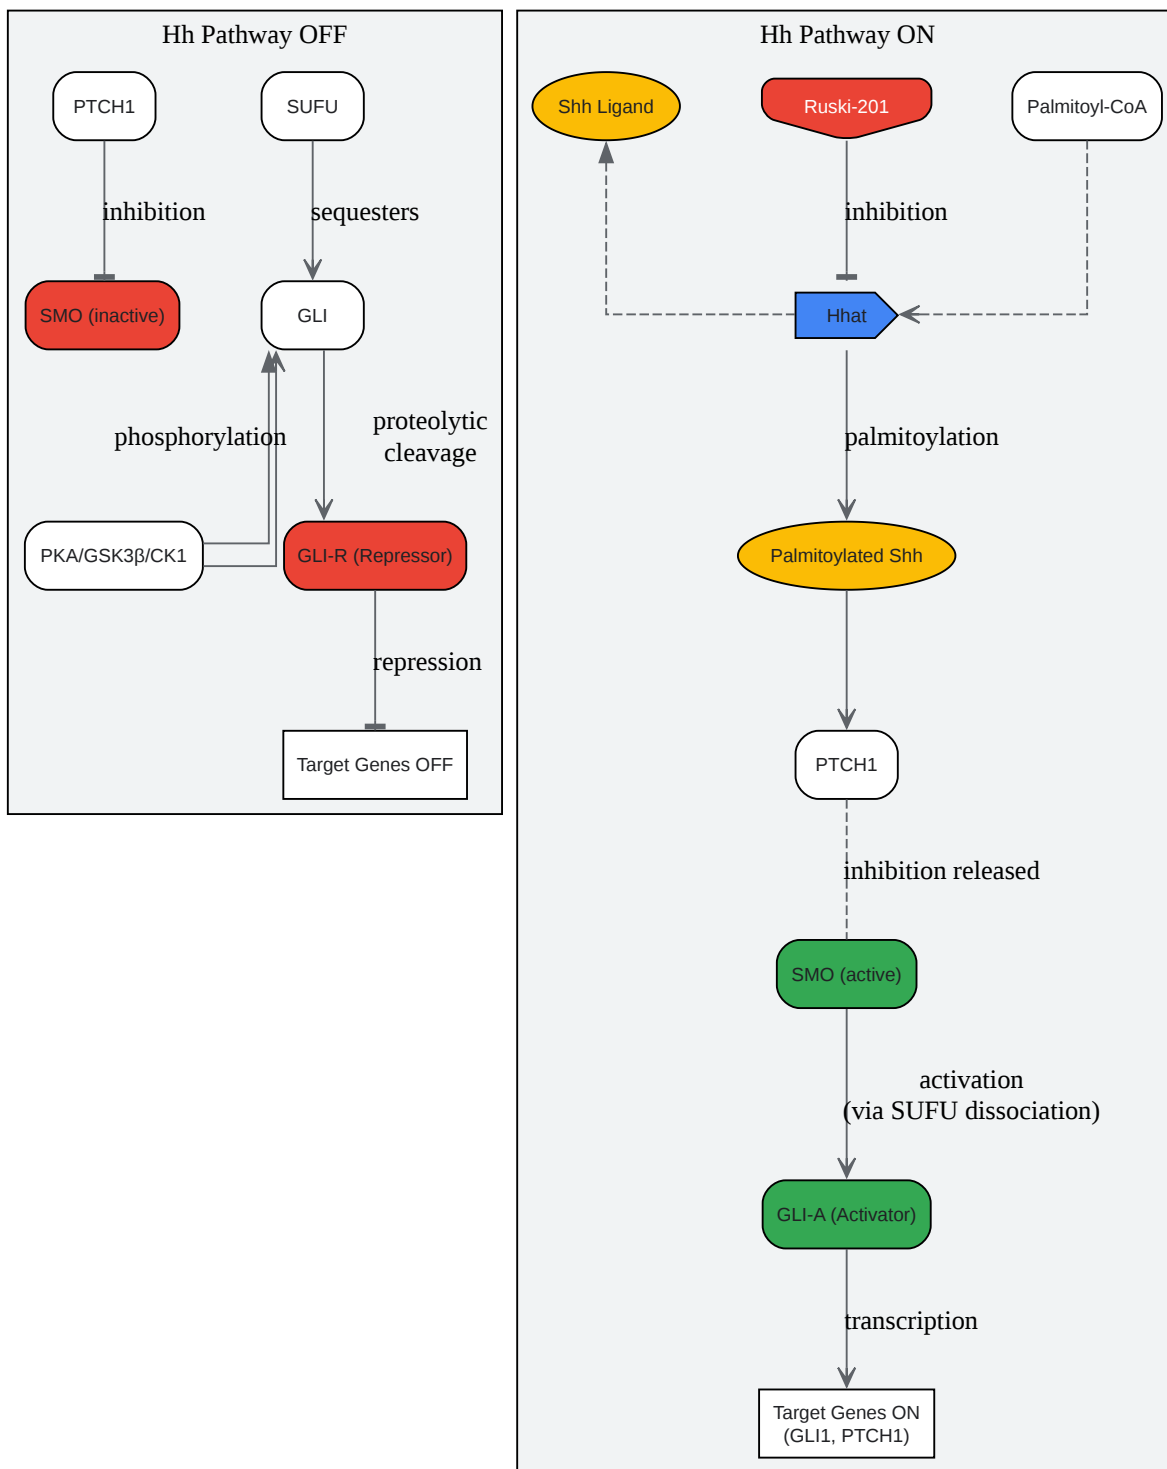 Hh Pathway OFF
PTCH1
SUFU
inhibition
sequesters
SMO (inactive)
GLI
phosphorylation
proteolytic
cleavage
PKA/GSK3β/CK1
GLI-R (Repressor)
repression
Target Genes OFF
Hh Pathway ON
Shh Ligand
Ruski-201
Palmitoyl-CoA
inhibition
Hhat
palmitoylation
Palmitoylated Shh
PTCH1
inhibition released
SMO (active)
activation
(via SUFU dissociation)
GLI-A (Activator)
transcription
Target Genes ON
(GLI1, PTCH1)